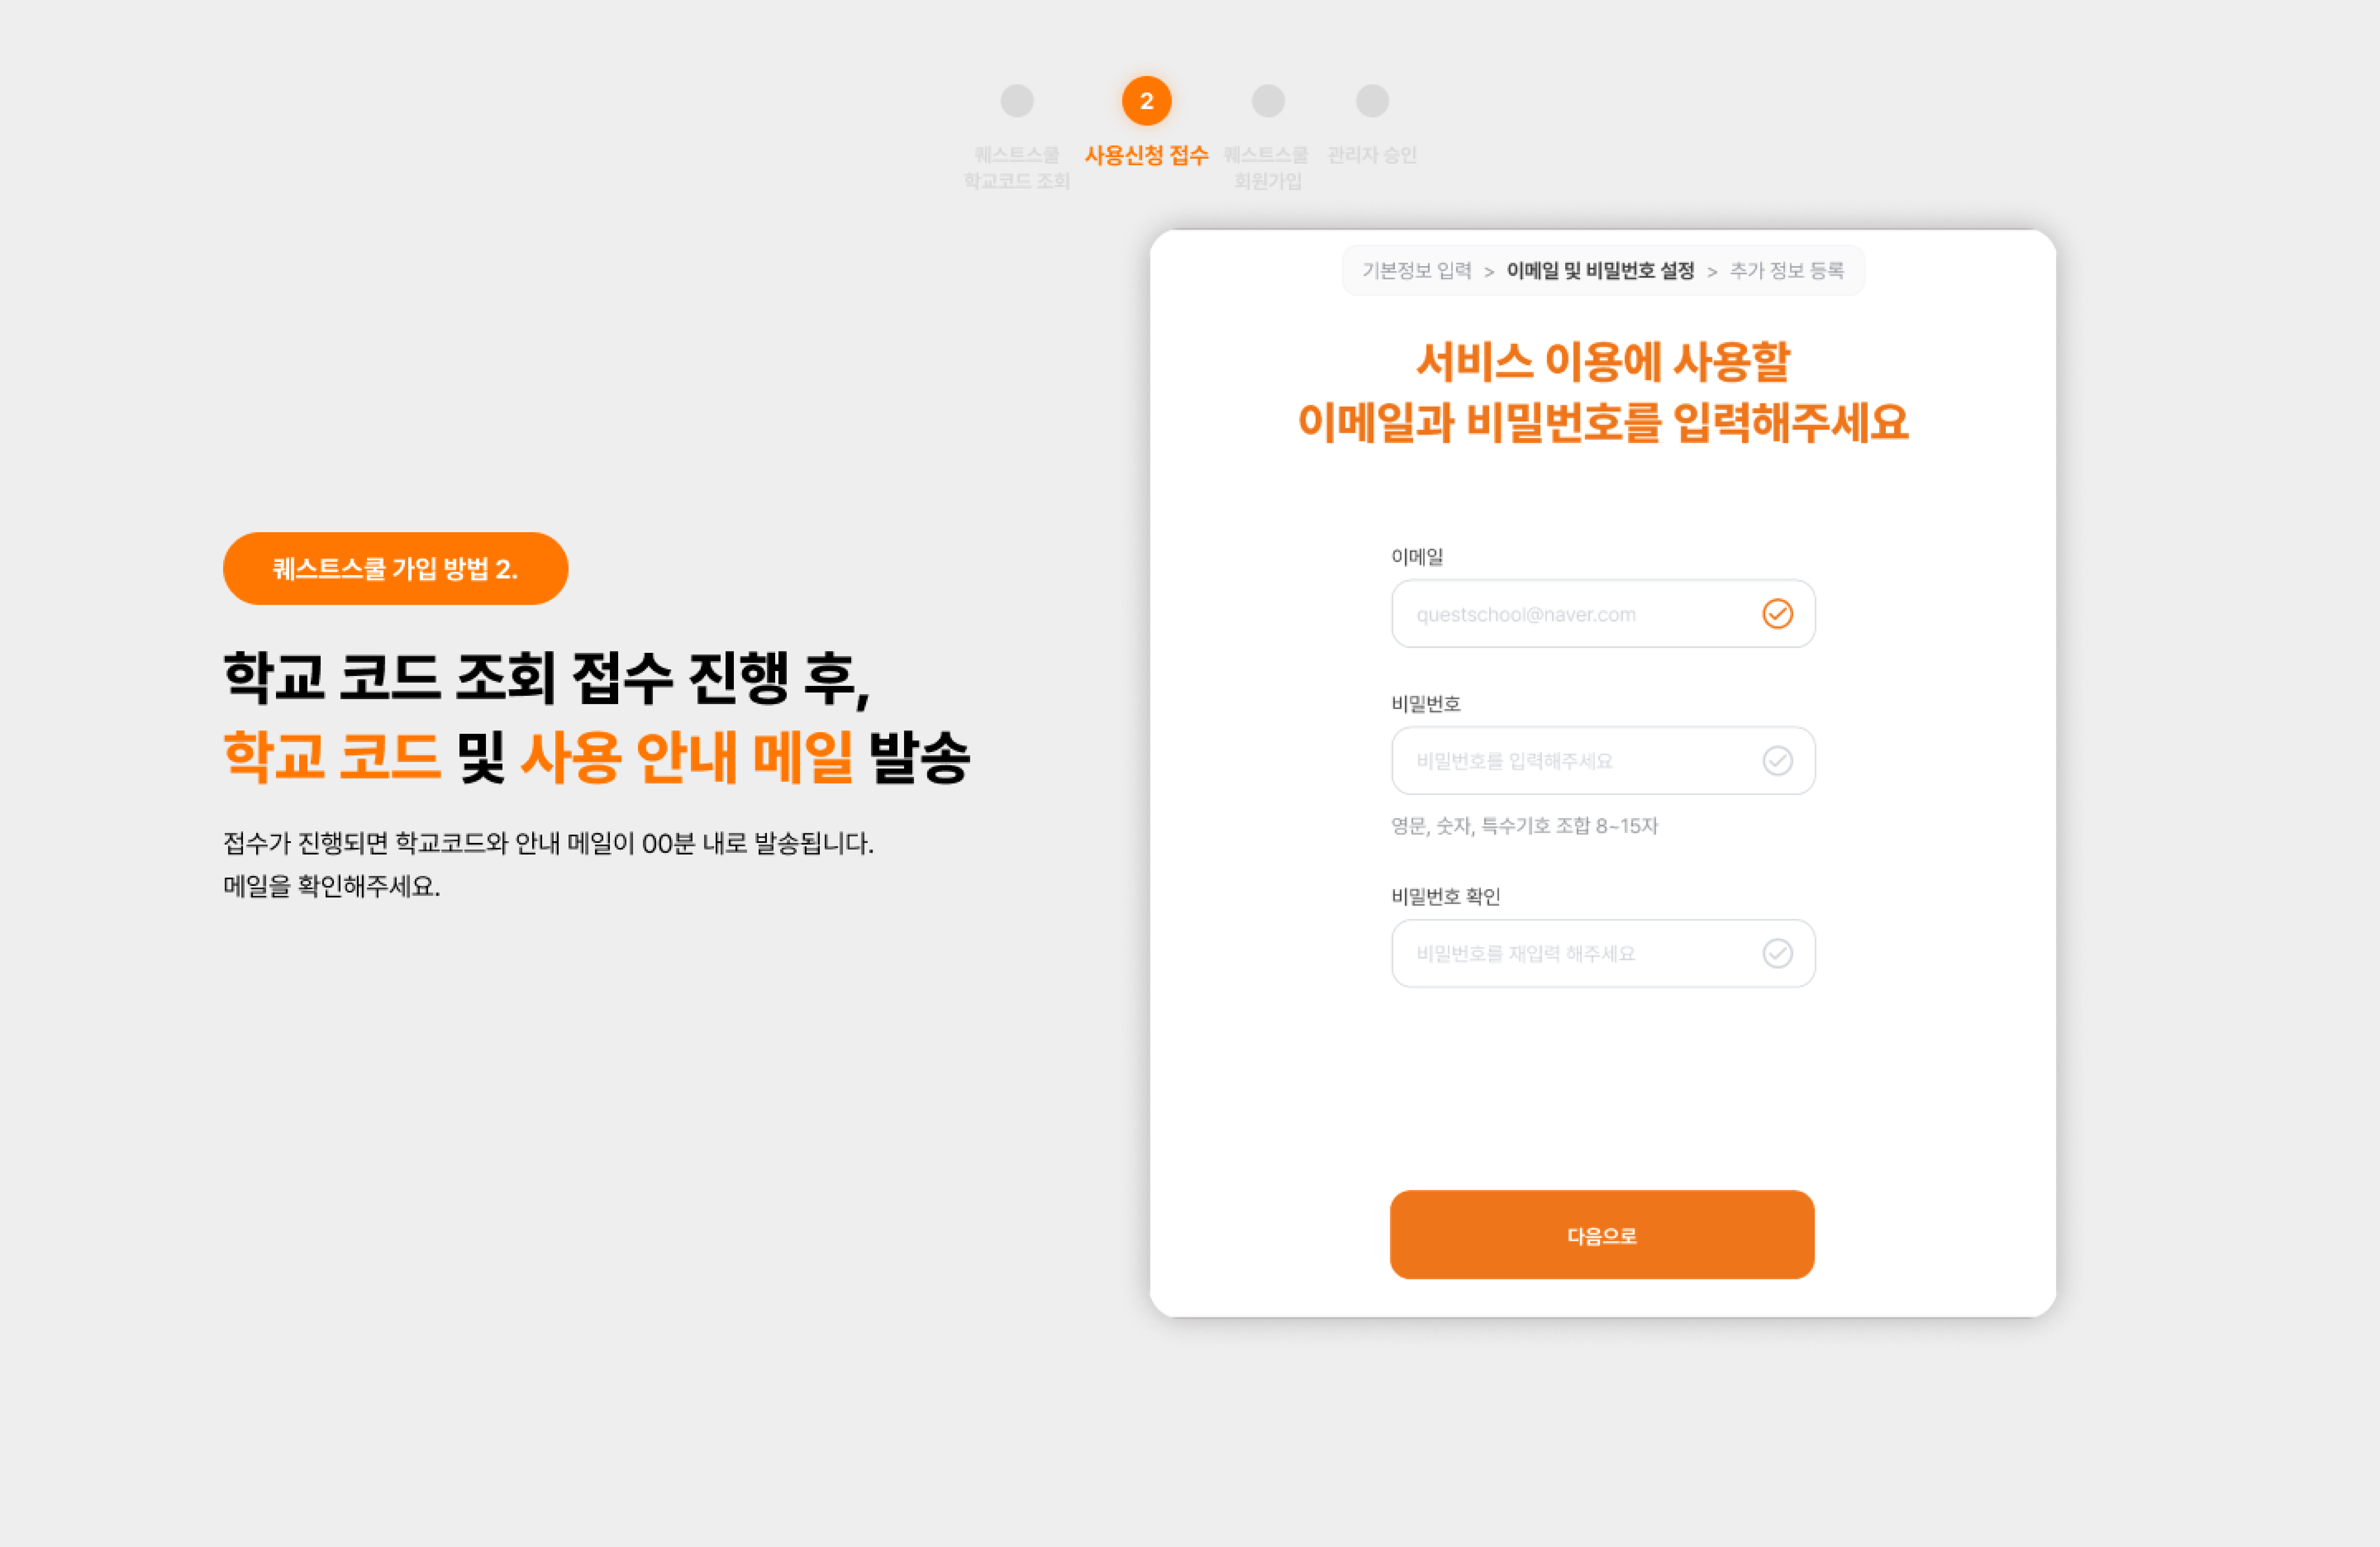 2
퀘스트스쿨
학교코드 조회
사용신청 접수
퀘스트스쿨
회원가입
관리자 승인
퀘스트스쿨 가입 방법 2.
학교 코드 조회 접수 진행 후,
학교 코드 및 사용 안내 메일 발송
접수가 진행되면 학교코드와 안내 메일이 00분 내로 발송됩니다.
메일을 확인해주세요.
기본정보 입력 > 이메일 및 비밀번호 설정 > 추가 정보 등록
서비스 이용에 사용할
이메일과 비밀번호를 입력해주세요
이메일
questschool@naver.com
비밀번호
비밀번호를 입력해주세요
영문, 숫자, 특수기호 조합 8~15자
비밀번호 확인
비밀번호를 재입력 해주세요
다음으로